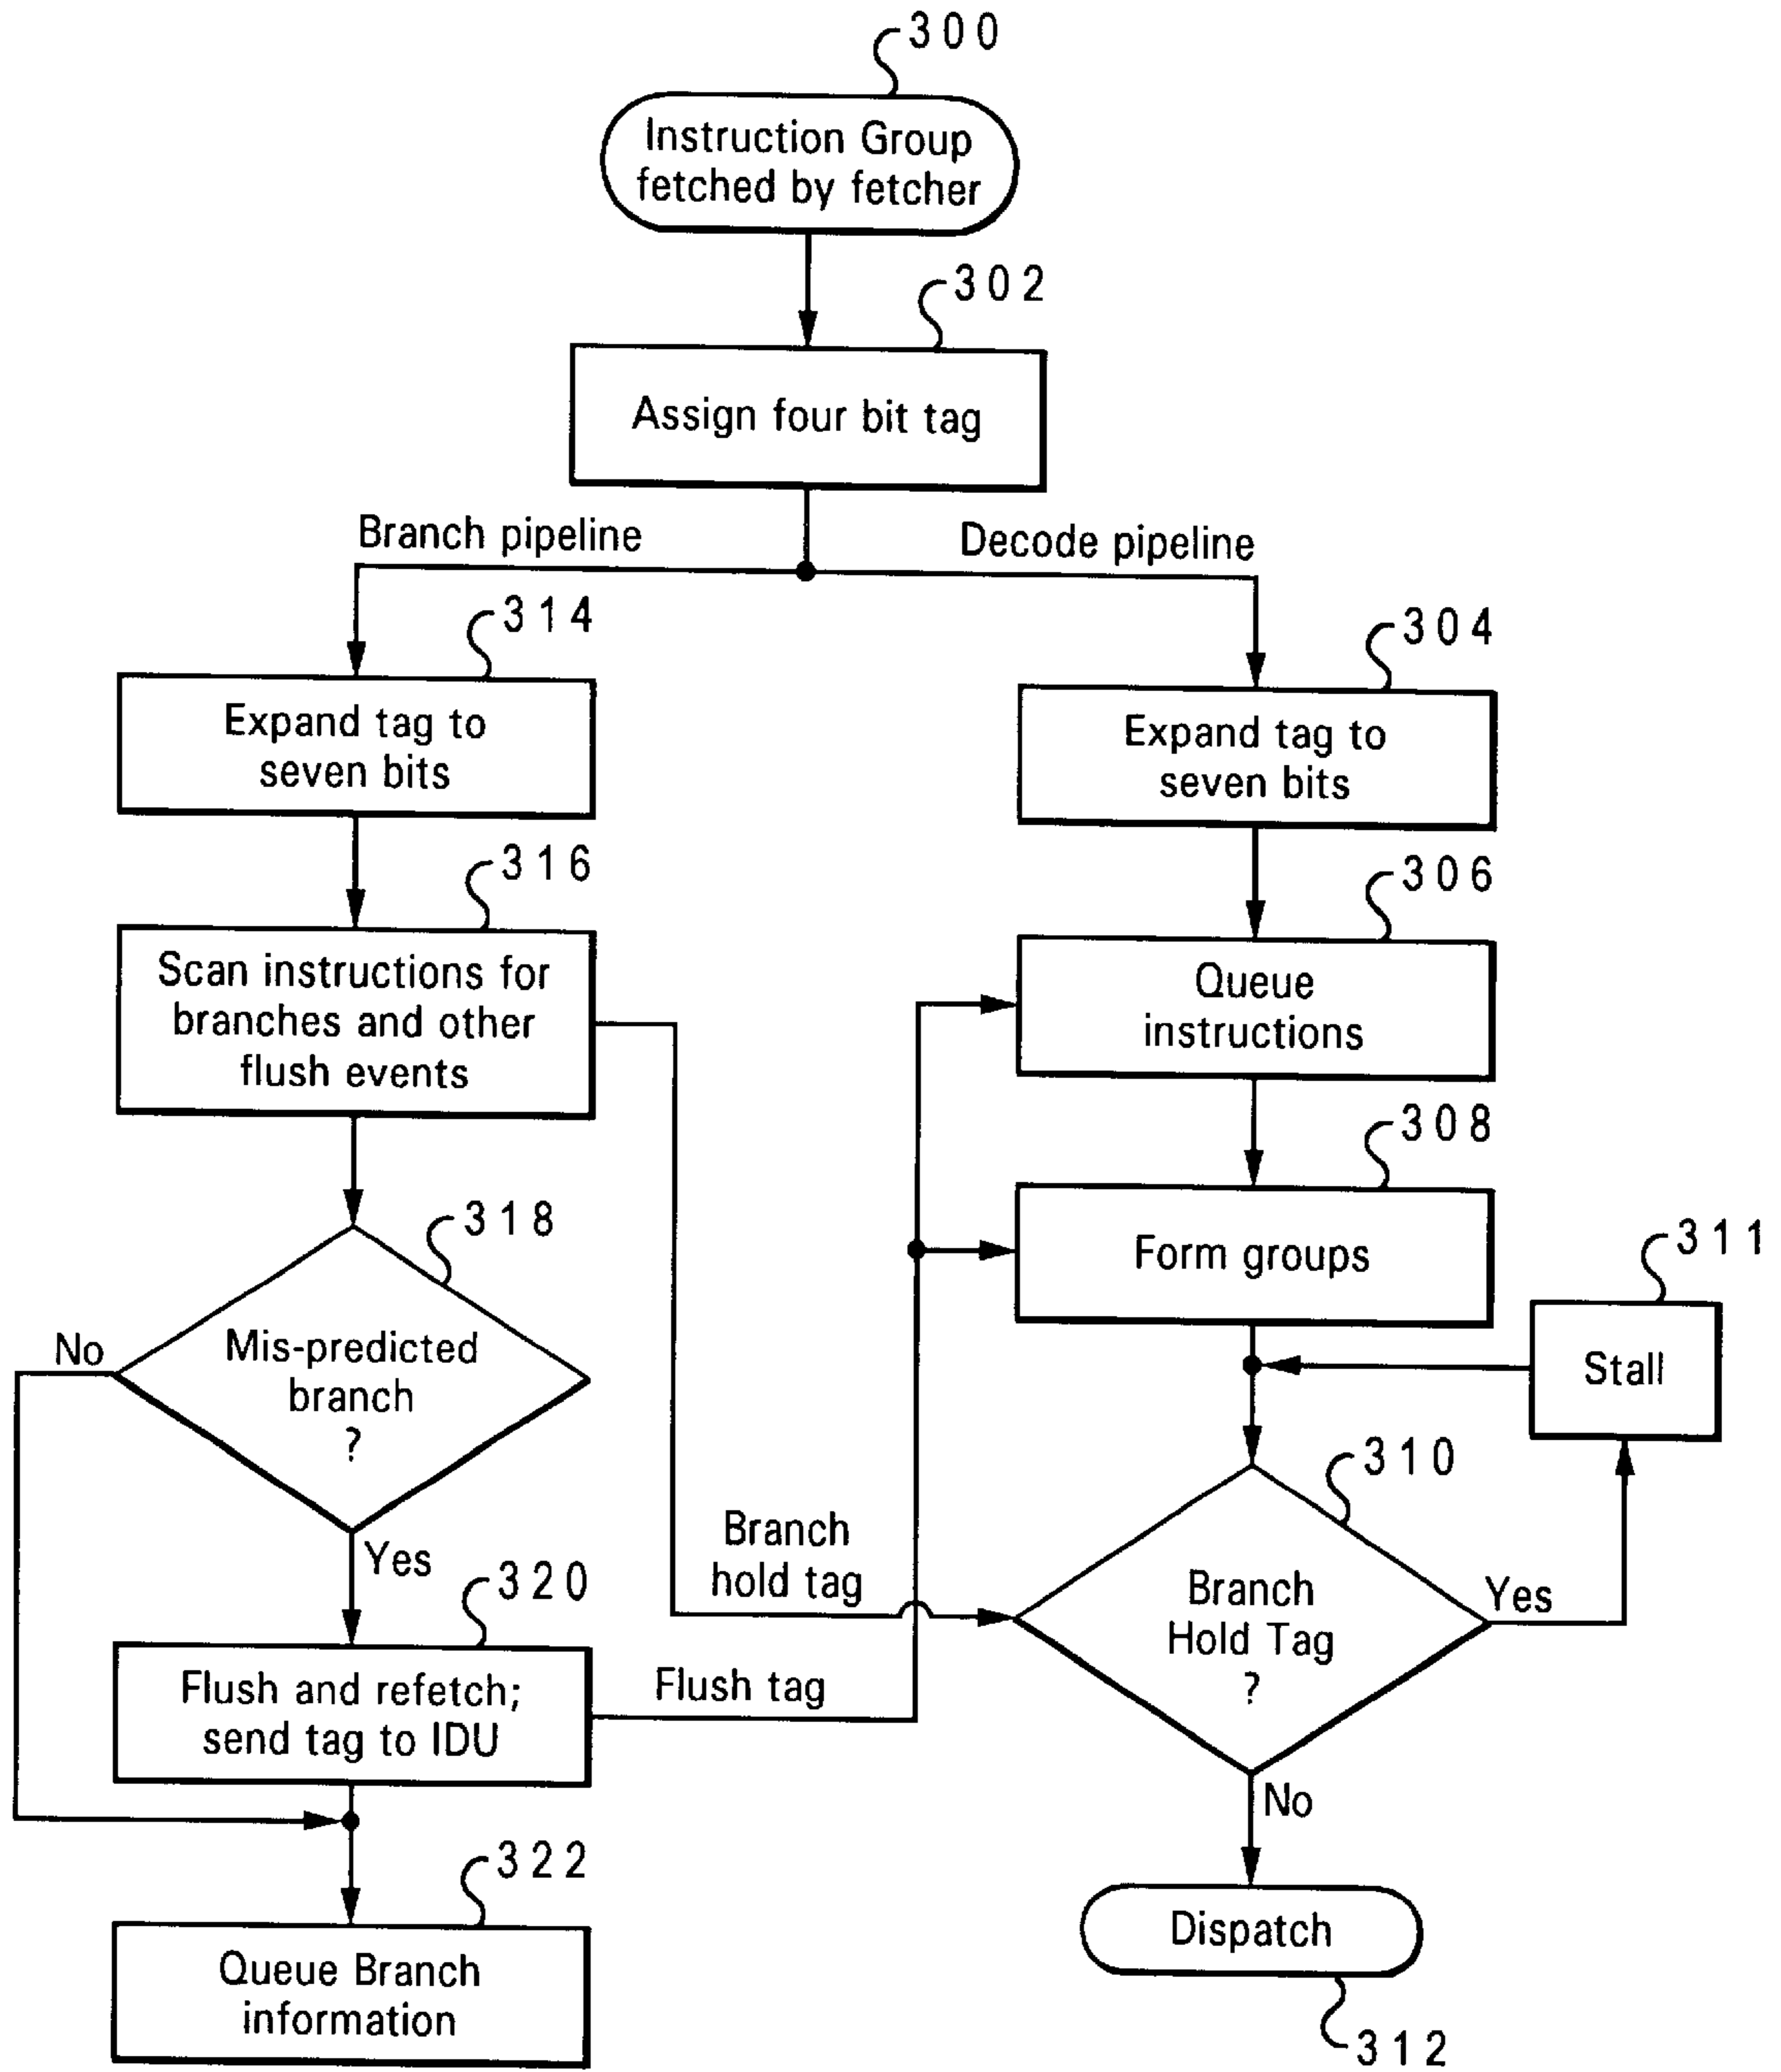 300
Instruction Group
fetched by fetcher
302
Assign four bit tag
Branch pipeline
Decode pipeline
314
Expand tag to
seven bits
304
Expand tag to
seven bits
316
Scan instructions for
branches and other
flush events
306
Queue
instructions
308
Form groups
311
Stall
318
Mis-predicted
branch
?
No
Yes
Branch
hold tag
310
Branch
Hold Tag
?
Yes
No
320
Flush and refetch;
send tag to IDU
Flush tag
322
Queue Branch
information
Dispatch
312